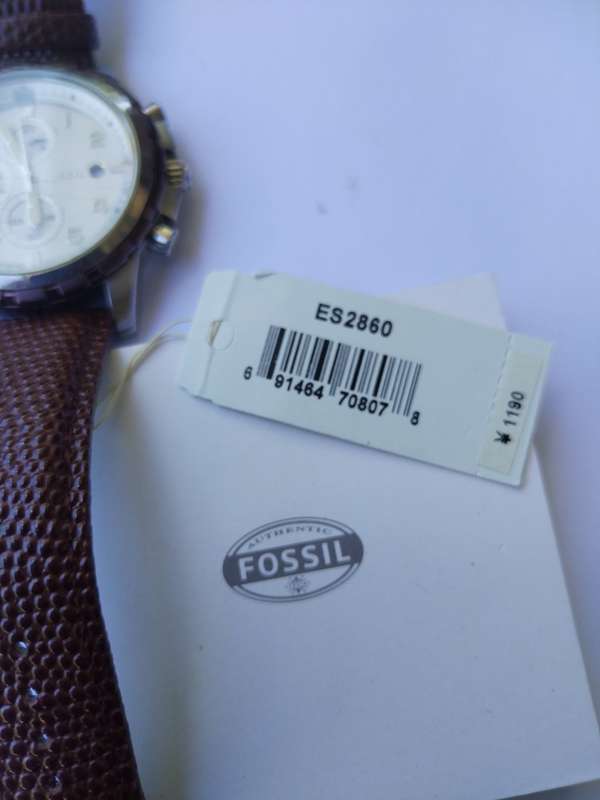 ES2860
6 91464 70807 8
¥ 1190
AUTHENTIC
FOSSIL